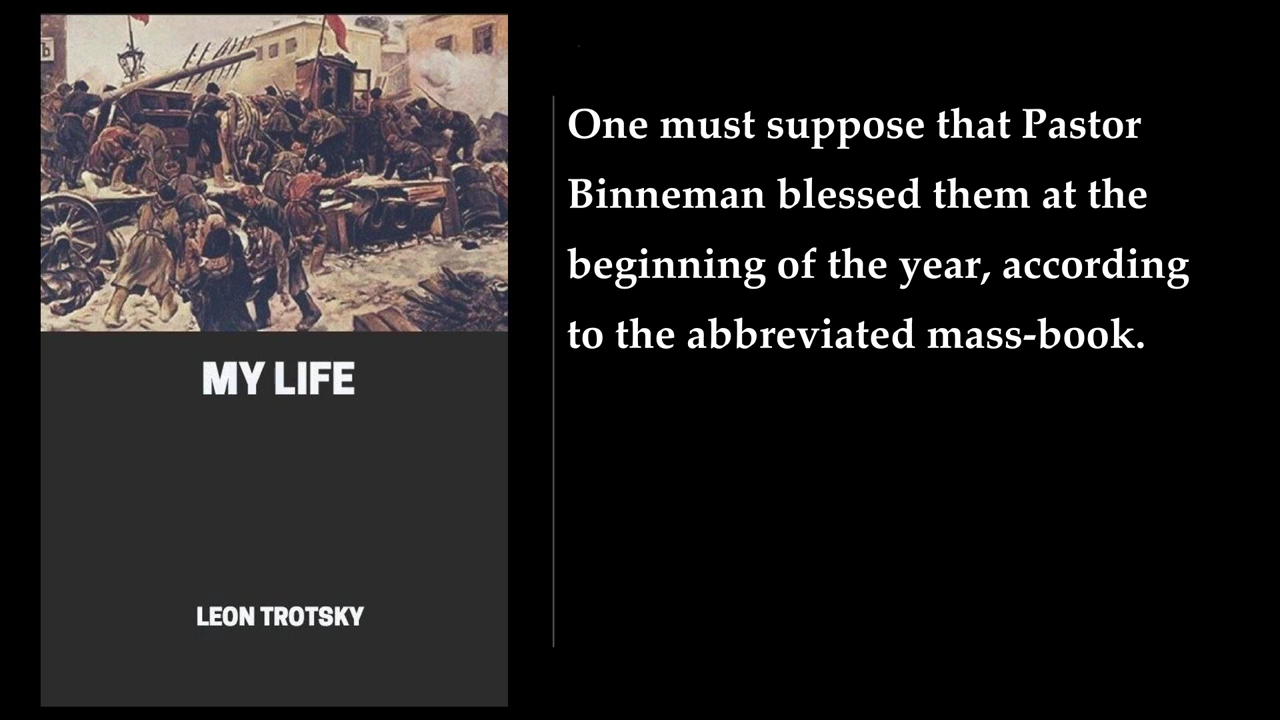 Ъ
MY LIFE
LEON TROTSKY
One must suppose that Pastor
Binneman blessed them at the
beginning of the year, according
to the abbreviated mass-book.